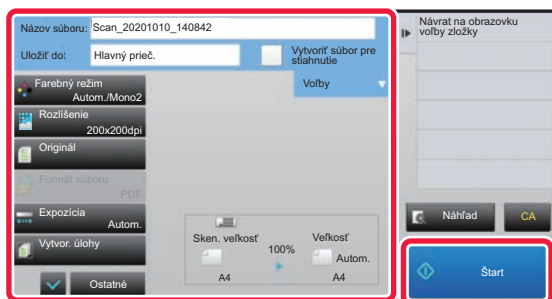 Názov súboru: Scan_20201010_140842
Uložiť do: Hlavný prieč.
Vytvoriť súbor pre
stiahnutie
Voľby
Farebný režim
Autom./Mono2
Rozlíšenie
200x200dpi
Originál
Formát súboru
PDF
Expozícia
Autom.
Vytvor. úlohy
Ostatné
Sken. veľkosť
A4
100%
Veľkosť
Autom.
A4
Návrat na obrazovku
voľby zložky
Náhľad
CA
Štart